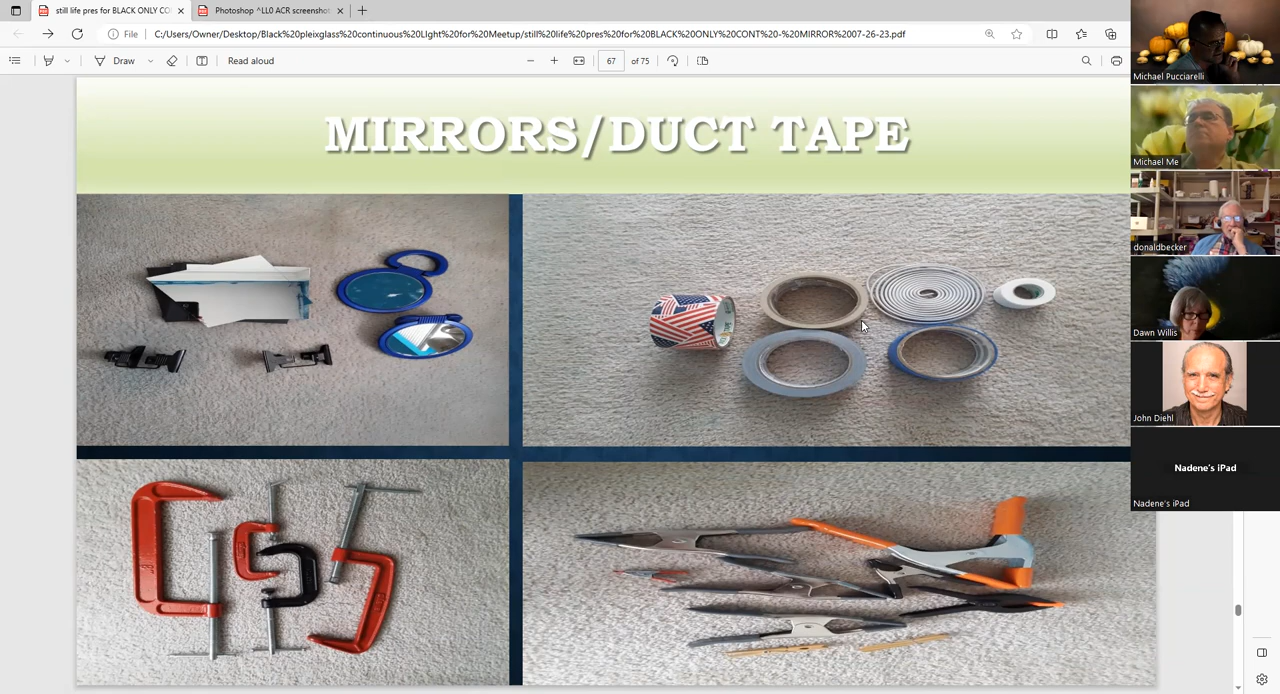 still life pres for BLACK ONLY CO
Photoshop ^LL0 ACR screenshot
File
C:/Users/Owner/Desktop/Black%20pleixglass%20continuous%20LIght%20for%20Meetup/still%20life%20pres%20for%20BLACK%20ONLY%20CONT%20-%20MIRROR%2007-26-23.pdf
Draw
Read aloud
67 of 75
MIRRORS/DUCT TAPE
Michael Pucciarelli
Michael Me
donaldbecker
Dawn Willis
John Diehl
Nadene's iPad
Nadene's iPad